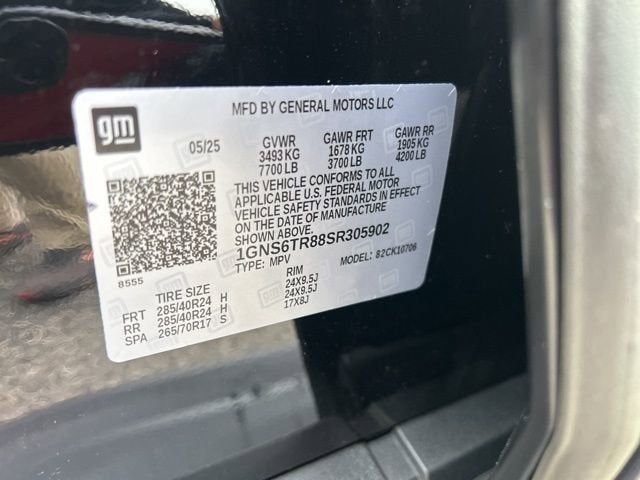 gm
MFD BY GENERAL MOTORS LLC
05/25 GVWR GAWR FRT GAWR RR
3493 KG 1678 KG 1905 KG
7700 LB 3700 LB 4200 LB
THIS VEHICLE CONFORMS TO ALL
APPLICABLE U.S. FEDERAL MOTOR
VEHICLE SAFETY STANDARDS IN EFFECT
ON THE DATE OF MANUFACTURE
SHOWN ABOVE.
1GNS6TR88SR305902
TYPE: MPV MODEL: 82CK10706
8555
TIRE SIZE RIM
FRT 285/40R24 H 24X9.5J
RR 285/40R24 H 24X9.5J
SPA 265/70R17 S 17X8J